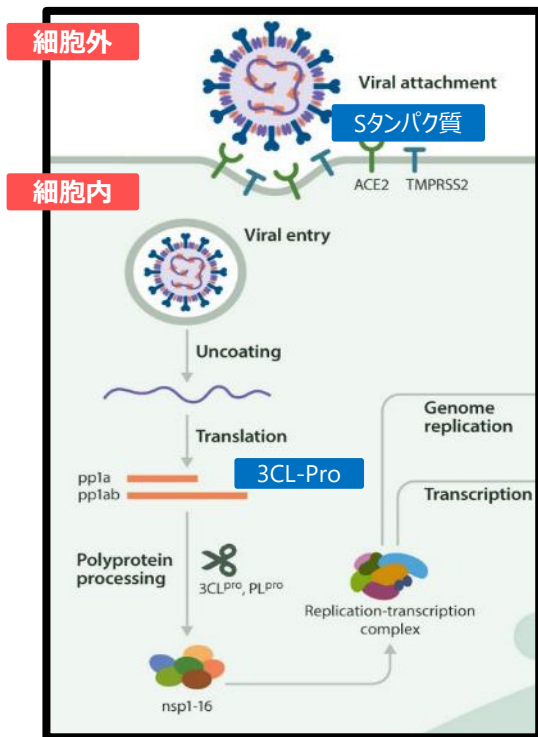 細胞外
Viral attachment
Sタンパク質
ACE2 TMPRSS2
細胞内
Viral entry
Uncoating
Genome
replication
Translation
pp1a
pp1ab
3CL-Pro
Transcription
Polyprotein
processing
3CLpro, PLpro
Replication-transcription
complex
nsp1-16